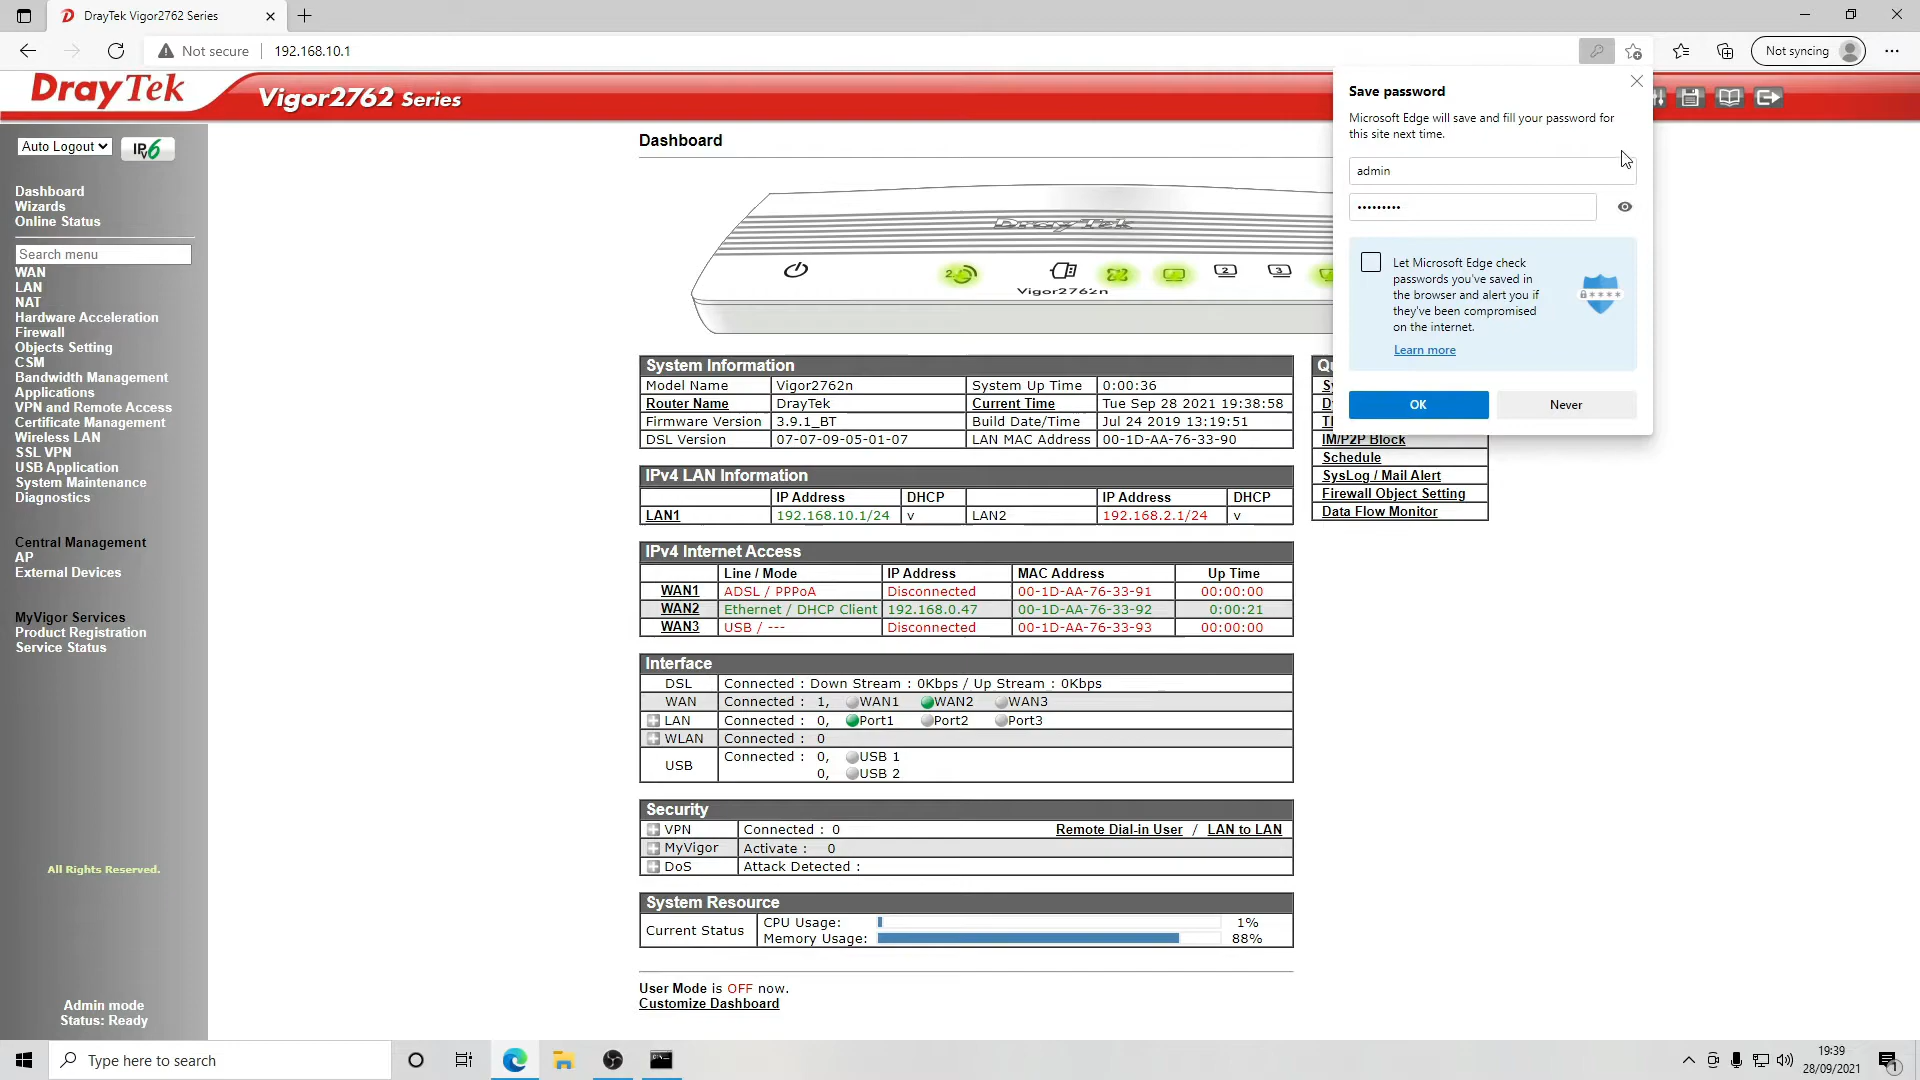 DrayTek Vigor2762 Series
Not secure
192.168.10.1
Not syncing
DrayTek
Vigor2762 Series
Auto Logout
IPv6
Dashboard
Wizards
Online Status
Search menu
WAN
LAN
NAT
Hardware Acceleration
Firewall
Objects Setting
CSM
Bandwidth Management
Applications
VPN and Remote Access
Certificate Management
Wireless LAN
SSL VPN
USB Application
System Maintenance
Diagnostics
Central Management
AP
External Devices
MyVigor Services
Product Registration
Service Status
All Rights Reserved.
Admin mode
Status: Ready
Dashboard
DrayTek
2
3
Vigor2762n
System Information
Model Name Vigor2762n System Up Time 0:00:36
Router Name DrayTek Current Time Tue Sep 28 2021 19:38:58
Firmware Version 3.9.1_BT Build Date/Time Jul 24 2019 13:19:51
DSL Version 07-07-09-05-01-07 LAN MAC Address 00-1D-AA-76-33-90
IPv4 LAN Information
IP Address DHCP IP Address DHCP
LAN1 192.168.10.1/24 v LAN2 192.168.2.1/24 v
IPv4 Internet Access
Line / Mode IP Address MAC Address Up Time
WAN1 ADSL / PPPoA Disconnected 00-1D-AA-76-33-91 00:00:00
WAN2 Ethernet / DHCP Client 192.168.0.47 00-1D-AA-76-33-92 0:00:21
WAN3 USB / --- Disconnected 00-1D-AA-76-33-93 00:00:00
Interface
DSL Connected : Down Stream : 0Kbps / Up Stream : 0Kbps
WAN Connected : 1, WAN1 WAN2 WAN3
LAN Connected : 0, Port1 Port2 Port3
WLAN Connected : 0
USB Connected : 0, USB 1
0, USB 2
Security
VPN Connected : 0 Remote Dial-in User / LAN to LAN
MyVigor Activate : 0
DoS Attack Detected :
System Resource
Current Status
CPU Usage: 1%
Memory Usage: 88%
User Mode is OFF now.
Customize Dashboard
IM/P2P Block
Schedule
SysLog / Mail Alert
Firewall Object Setting
Data Flow Monitor
Save password
Microsoft Edge will save and fill your password for
this site next time.
admin
•••••••••
Let Microsoft Edge check
passwords you've saved in
the browser and alert you if
they've been compromised
on the internet.
Learn more
OK
Never
Type here to search
19:39
28/09/2021
1